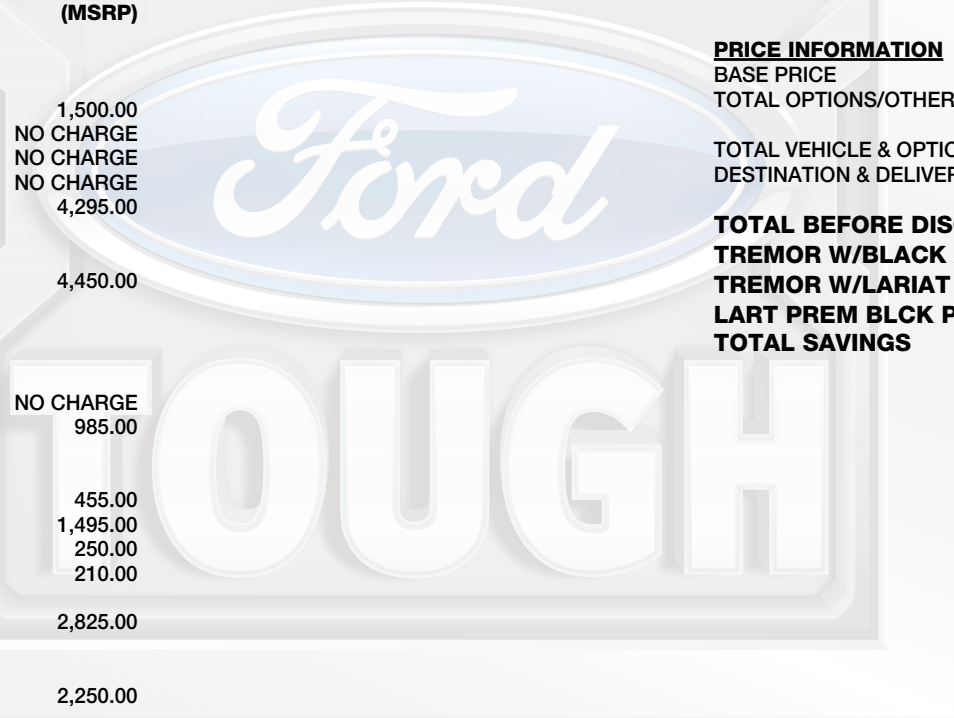 (MSRP)
1,500.00
NO CHARGE
NO CHARGE
NO CHARGE
4,295.00
4,450.00
NO CHARGE
985.00
455.00
1,495.00
250.00
210.00
2,825.00
2,250.00
PRICE INFORMATION
BASE PRICE
TOTAL OPTIONS/OTHER
TOTAL VEHICLE & OPTIO
DESTINATION & DELIVER
TOTAL BEFORE DIS
TREMOR W/BLACK
TREMOR W/LARIAT
LART PREM BLCK P
TOTAL SAVINGS
Ford
TOUGH